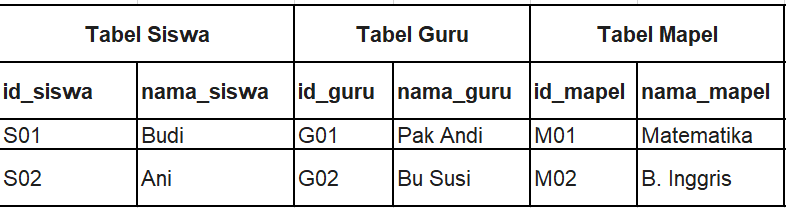 Tabel Siswa Tabel Guru Tabel Mapel
id_siswa nama_siswa id_guru nama_guru id_mapel nama_mapel
S01 Budi G01 Pak Andi M01 Matematika
S02 Ani G02 Bu Susi M02 B. Inggris